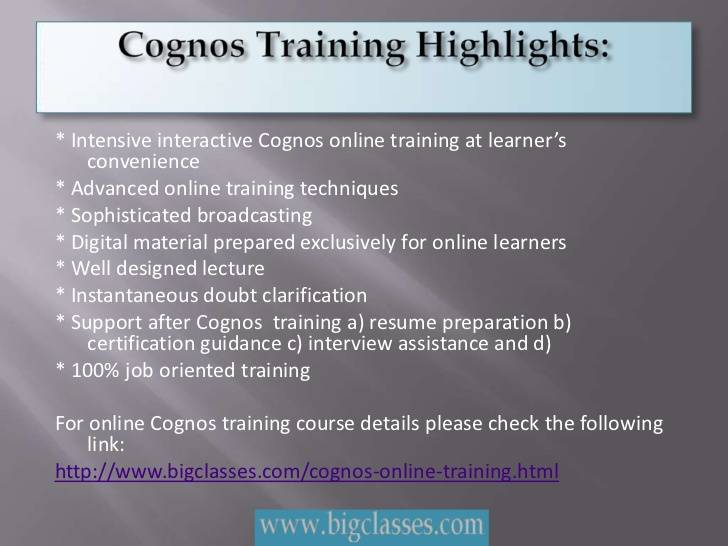 Cognos Training Highlights:
* Intensive interactive Cognos online training at learner’s
convenience
* Advanced online training techniques
* Sophisticated broadcasting
* Digital material prepared exclusively for online learners
* Well designed lecture
* Instantaneous doubt clarification
* Support after Cognos  training a) resume preparation b)
certification guidance c) interview assistance and d)
* 100% job oriented training
For online Cognos training course details please check the following
link:
http://www.bigclasses.com/cognos-online-training.html
www.bigclasses.com